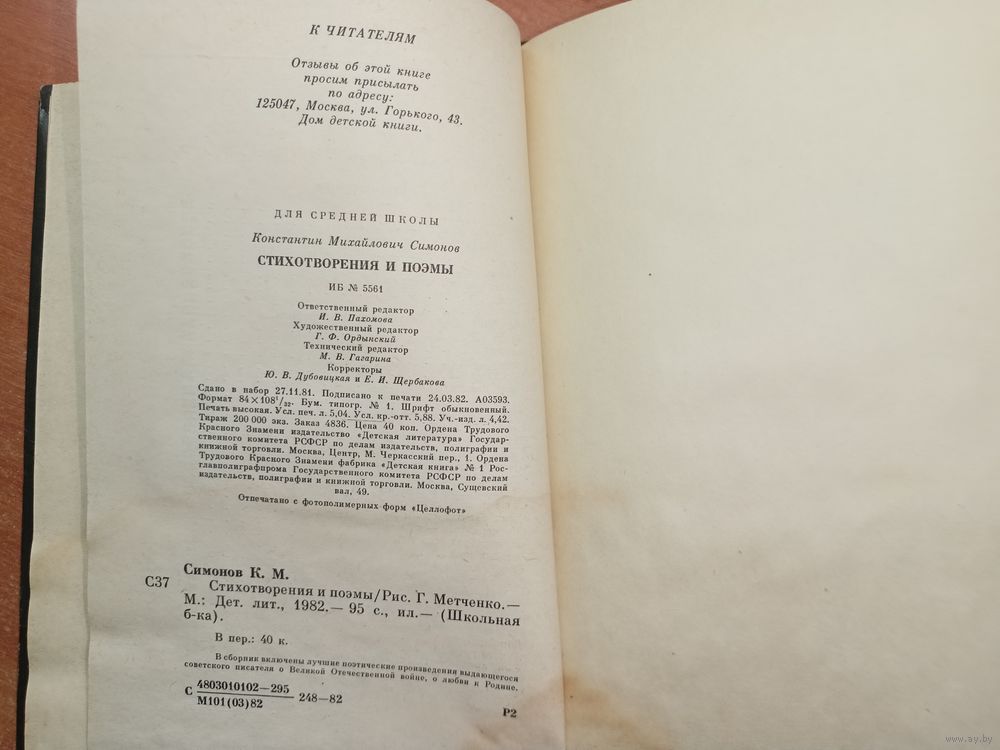 К ЧИТАТЕЛЯМ
Отзывы об этой книге
просим присылать
по адресу:
125047, Москва, ул. Горького, 43.
Дом детской книги.
ДЛЯ СРЕДНЕЙ ШКОЛЫ
Константин Михайлович Симонов
СТИХОТВОРЕНИЯ И ПОЭМЫ
ИБ № 5561
Ответственный редактор
И. В. Пахомова
Художественный редактор
Г. Ф. Ордынский
Технический редактор
М. В. Гагарина
Корректоры
Ю. В. Дубовицкая и Е. И. Щербакова
Сдано в набор 27.11.81. Подписано к печати 24.03.82. А03593.
Формат 84×108¹/₃₂. Бум. типогр. № 1. Шрифт обыкновенный.
Печать высокая. Усл. печ. л. 5,04. Усл. кр.-отт. 5,88. Уч.-изд. л. 4,42.
Тираж 200 000 экз. Заказ 4836. Цена 40 коп. Ордена Трудового
Красного Знамени издательство «Детская литература» Государ-
ственного комитета РСФСР по делам издательств, полиграфии и
книжной торговли. Москва, Центр, М. Черкасский пер., 1. Ордена
Трудового Красного Знамени фабрика «Детская книга» № 1 Рос-
главполиграфпрома Государственного комитета РСФСР по делам
издательств, полиграфии и книжной торговли. Москва, Сущевский
вал, 49.
Отпечатано с фотополимерных форм «Целлофот»
Симонов К. М.
С37 Стихотворения и поэмы/Рис. Г. Метченко.—
М.: Дет. лит., 1982.— 95 с., ил.— (Школьная
б-ка).
В пер.: 40 к.
В сборник включены лучшие поэтические произведения выдающегося
советского писателя о Великой Отечественной войне, о любви к Родине.
С 4803010102—295 248—82
М101(03)82
Р2
www.ay.by